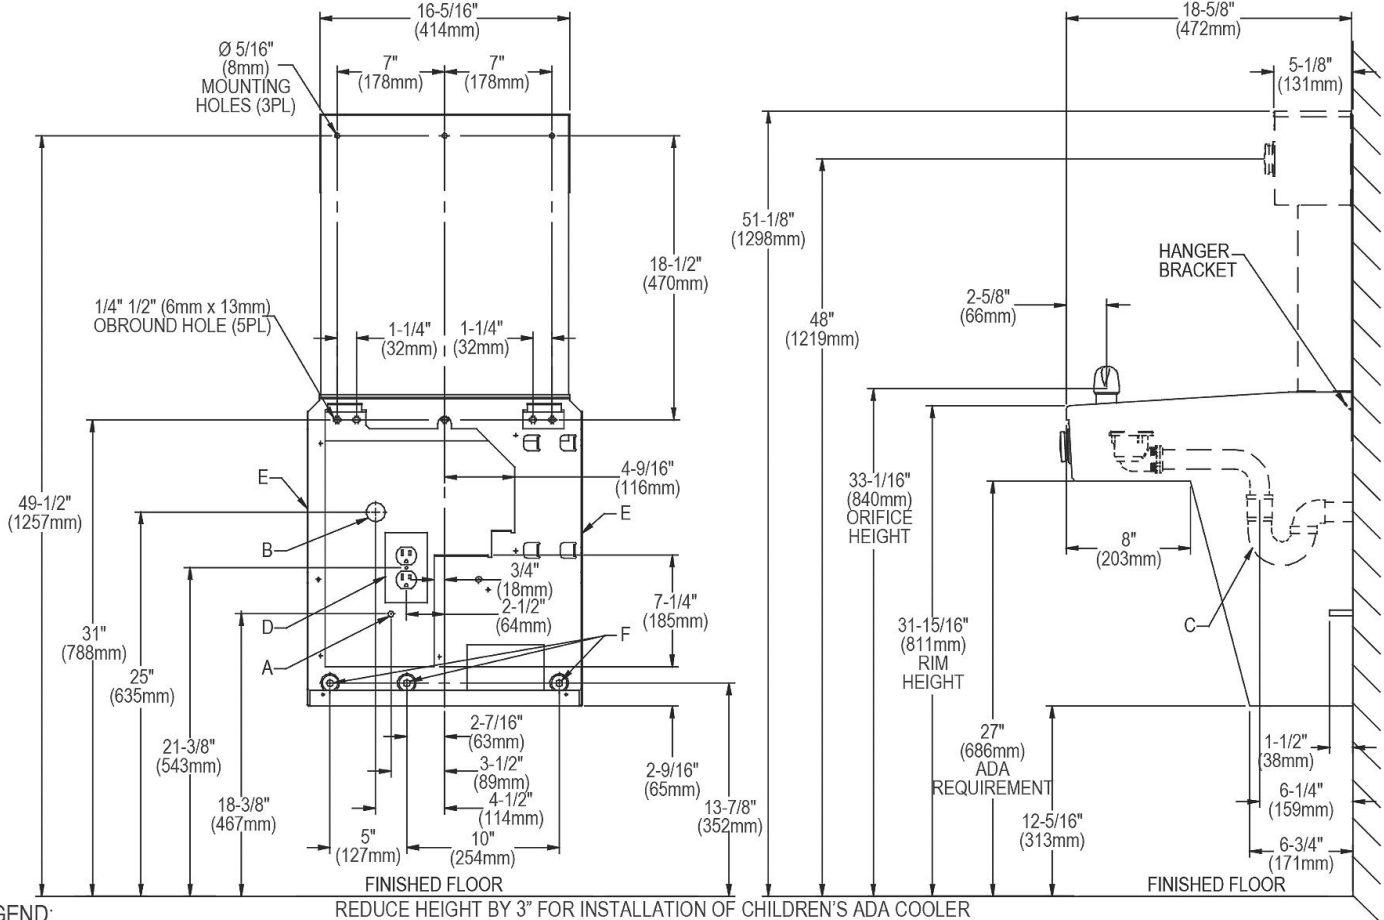 16-5/16"
(414mm)
Ø 5/16"
(8mm)
MOUNTING
HOLES (3PL)
7"
(178mm)
7"
(178mm)
18-1/2"
(470mm)
1/4" 1/2" (6mm x 13mm)
OBROUND HOLE (5PL)
1-1/4"
(32mm)
1-1/4"
(32mm)
49-1/2"
(1257mm)
E
B
D
A
4-9/16"
(116mm)
E
3/4"
(18mm)
2-1/2"
(64mm)
7-1/4"
(185mm)
F
31"
(788mm)
25"
(635mm)
21-3/8"
(543mm)
18-3/8"
(467mm)
2-7/16"
(63mm)
3-1/2"
(89mm)
4-1/2"
(114mm)
5"
(127mm)
10"
(254mm)
2-9/16"
(65mm)
13-7/8"
(352mm)
FINISHED FLOOR
18-5/8"
(472mm)
5-1/8"
(131mm)
51-1/8"
(1298mm)
48"
(1219mm)
HANGER
BRACKET
2-5/8"
(66mm)
33-1/16"
(840mm)
ORIFICE
HEIGHT
8"
(203mm)
C
31-15/16"
(811mm)
RIM
HEIGHT
27"
(686mm)
ADA
REQUIREMENT
12-5/16"
(313mm)
1-1/2"
(38mm)
6-1/4"
(159mm)
6-3/4"
(171mm)
FINISHED FLOOR
GEND:
REDUCE HEIGHT BY 3” FOR INSTALLATION OF CHILDREN’S ADA COOLER